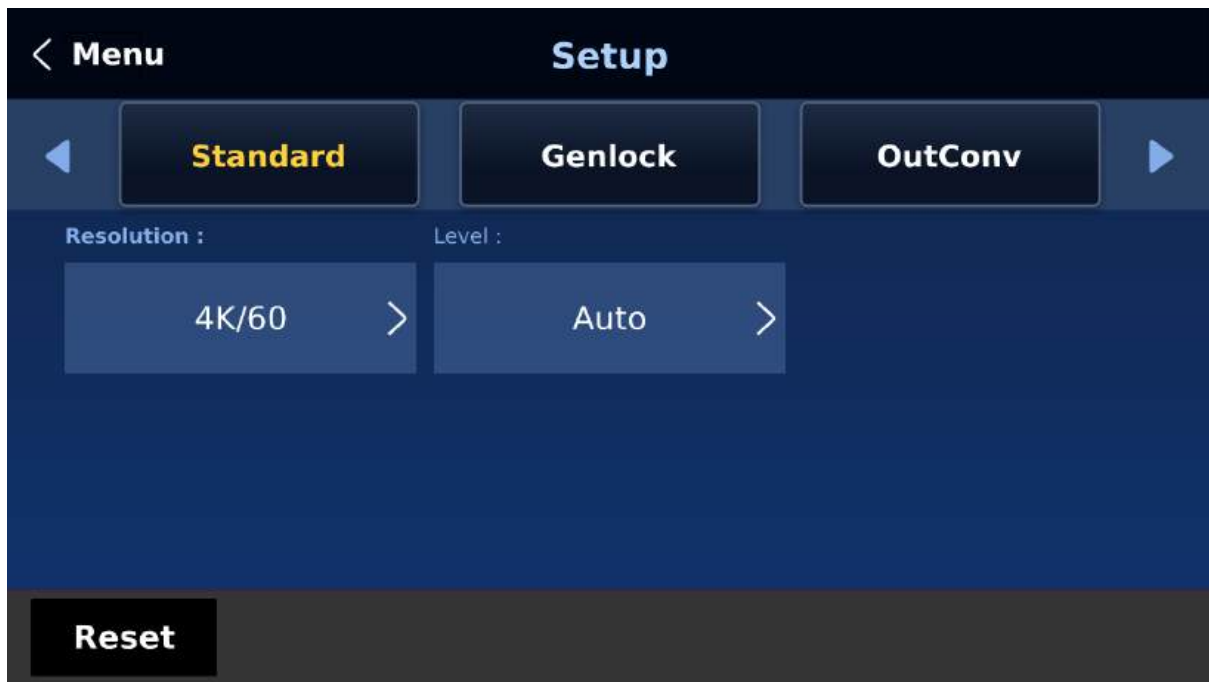 Menu
Setup
Standard
Genlock
OutConv
Resolution :
Level :
4K/60
Auto
Reset